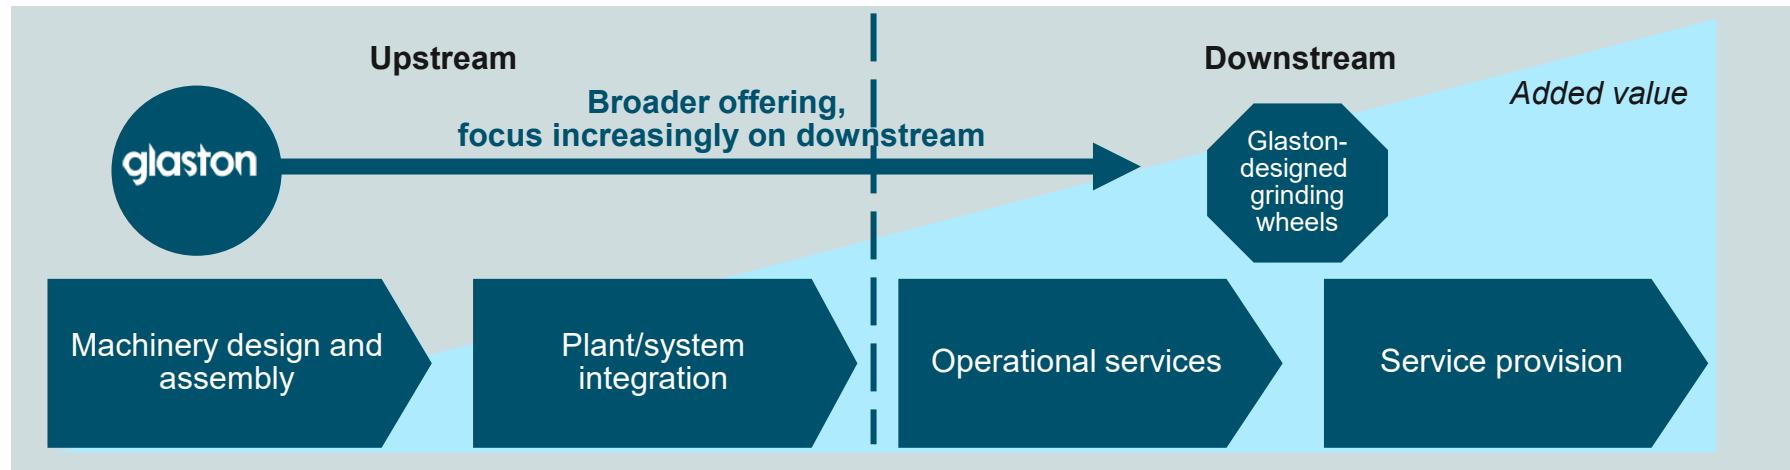 Upstream
Downstream
Added value
Broader offering,
focus increasingly on downstream
glaston
Glaston-
designed
grinding
wheels
Machinery design and
assembly
Plant/system
integration
Operational services
Service provision